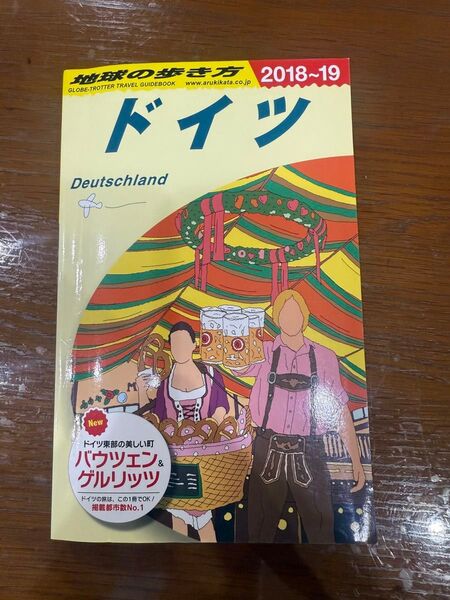 地球の歩き方
GLOBE-TROTTER TRAVEL GUIDEBOOK
www.arukikata.co.jp
2018~19
ドイツ
Deutschland
New
ドイツ東部の美しい町
バウツェン&
ゲルリッツ
ドイツの旅は、この1冊でOK!
掲載都市数No.1